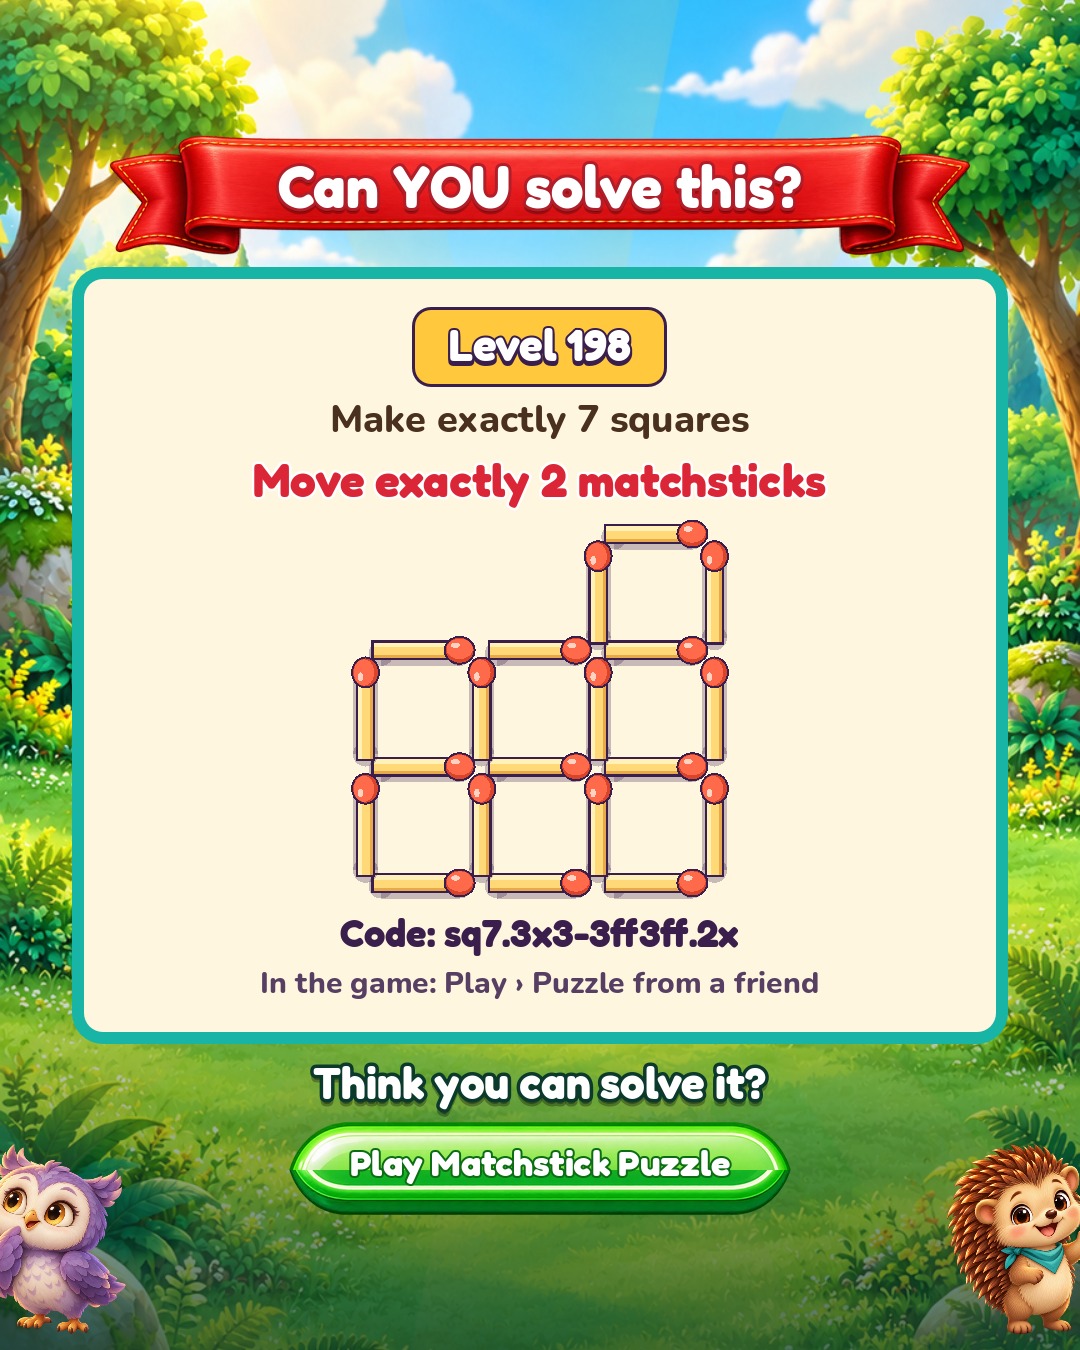 Can YOU solve this?
Level 198
Make exactly 7 squares
Move exactly 2 matchsticks
Code: sq7.3x3-3ff3ff.2x
In the game: Play › Puzzle from a friend
Think you can solve it?
Play Matchstick Puzzle